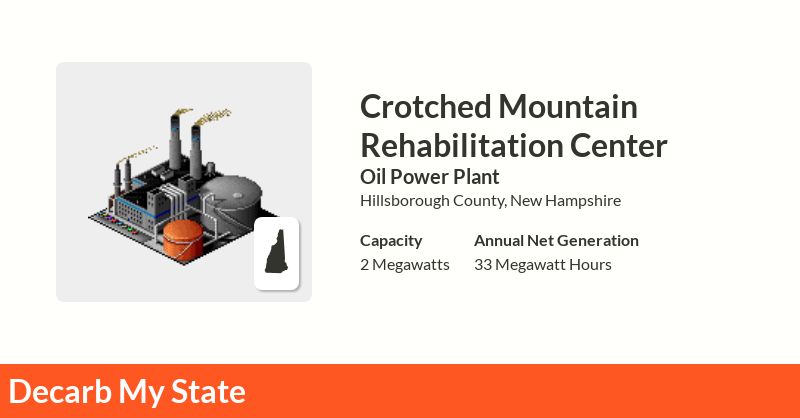 Crotched Mountain
Rehabilitation Center
Oil Power Plant
Hillsborough County, New Hampshire
Capacity
2 Megawatts
Annual Net Generation
33 Megawatt Hours
Decarb My State